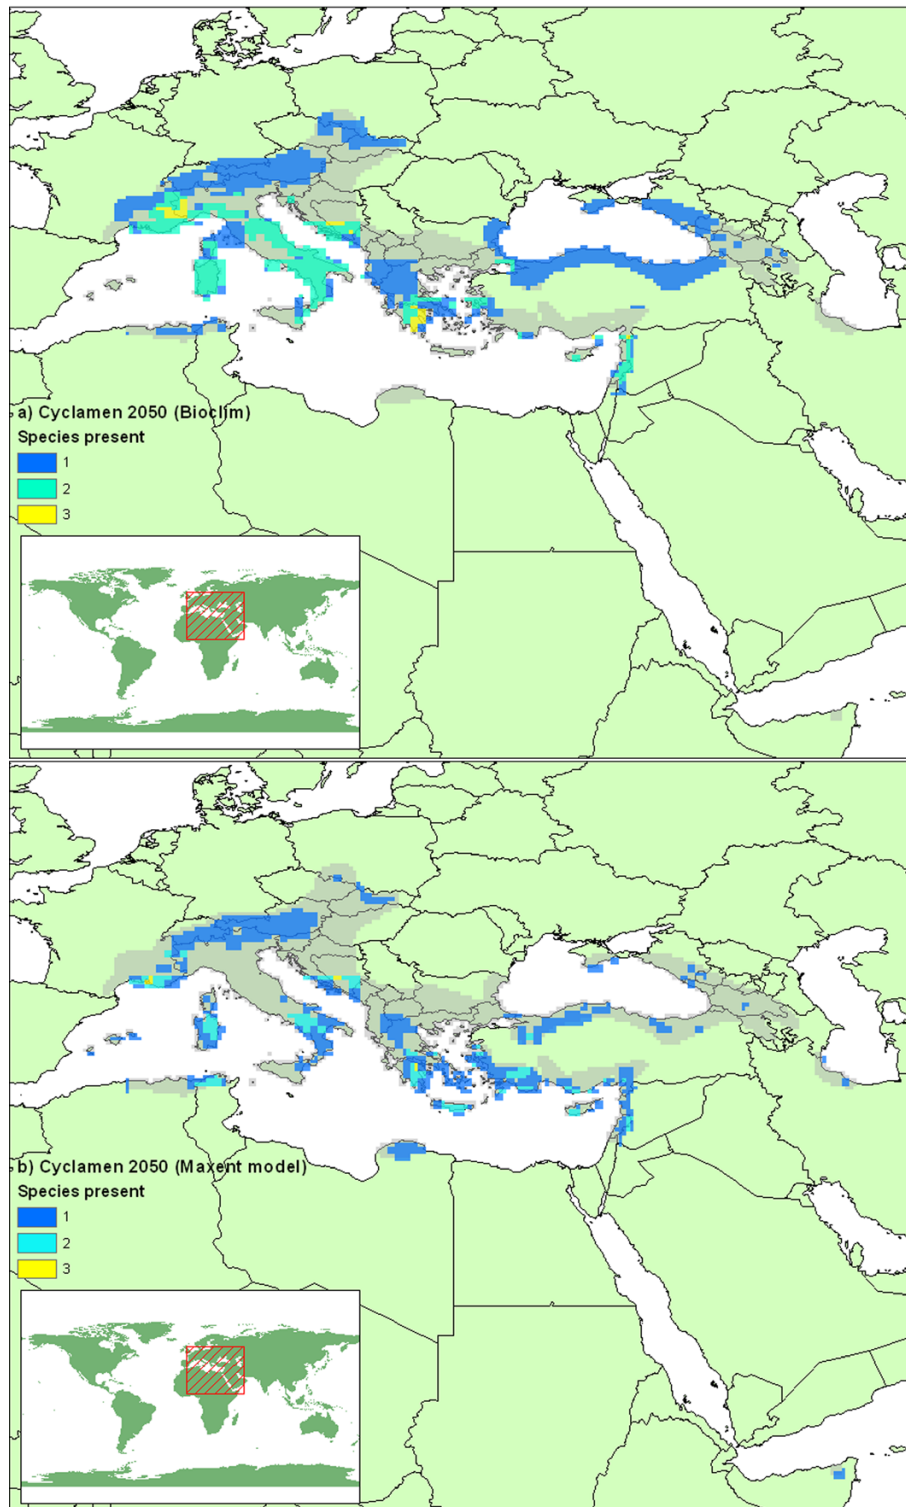 a) Cyclamen 2050 (Bioclim)
Species present
1
2
3
b) Cyclamen 2050 (Maxent model)
Species present
1
2
3